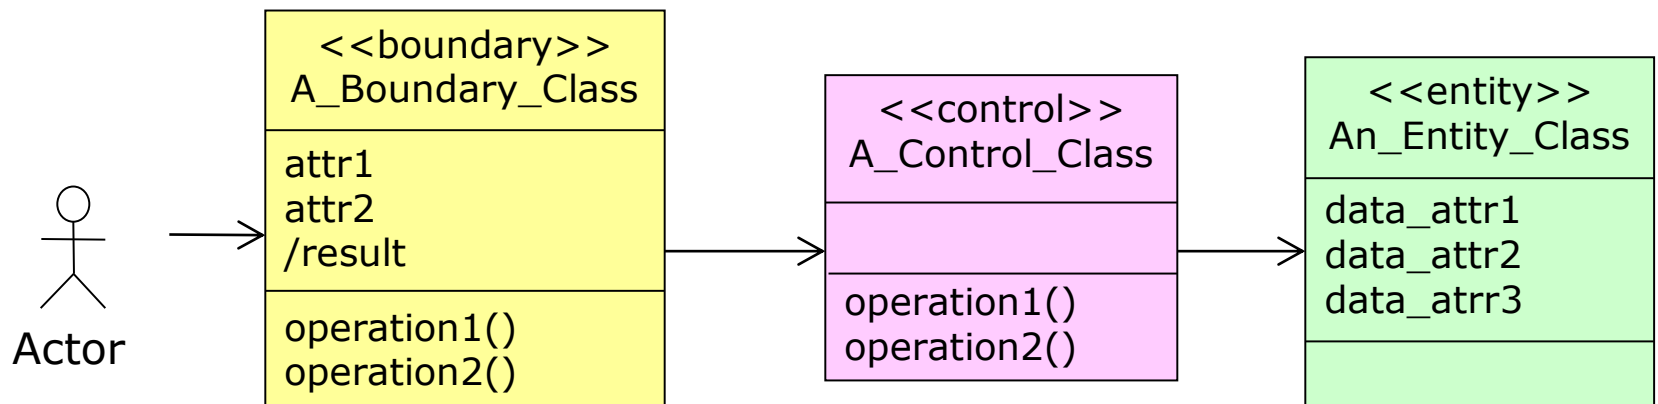 Actor
<<boundary>>
A_Boundary_Class
attr1
attr2
/result
operation1()
operation2()
<<control>>
A_Control_Class
operation1()
operation2()
<<entity>>
An_Entity_Class
data_attr1
data_attr2
data_atrr3